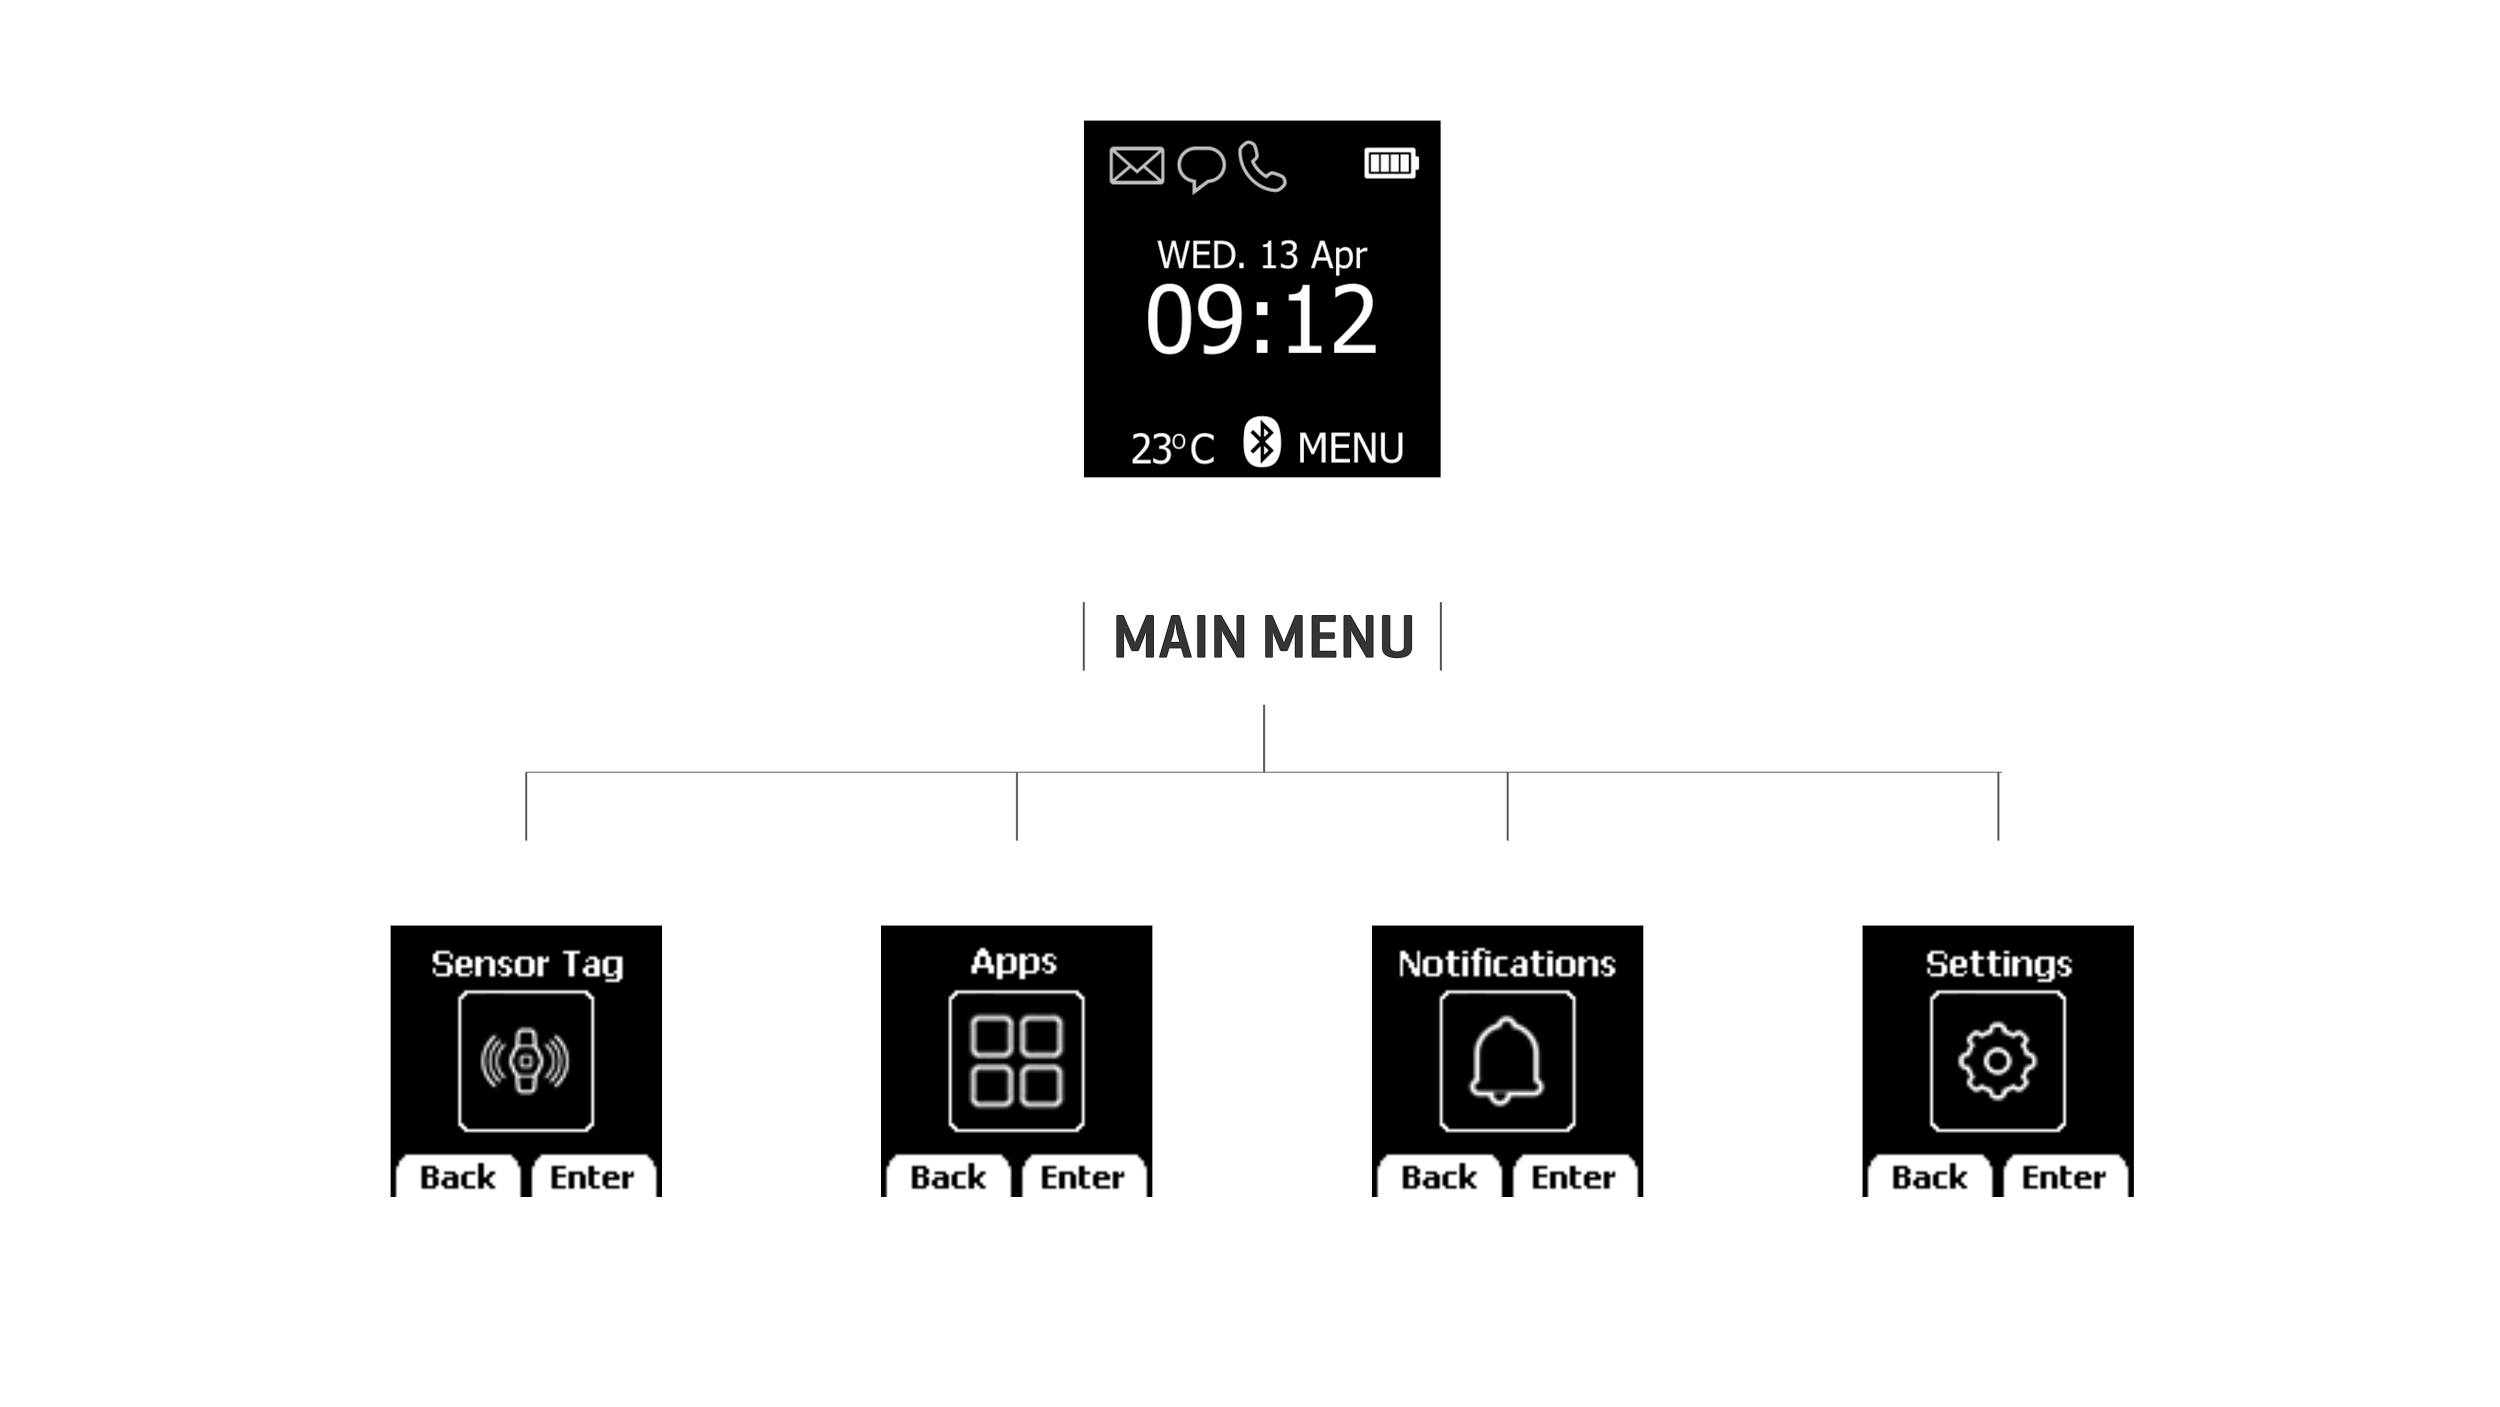 WED. 13 Apr
09:12
23°C MENU
MAIN MENU
Sensor Tag
Back Enter
Apps
Back Enter
Notifications
Back Enter
Settings
Back Enter